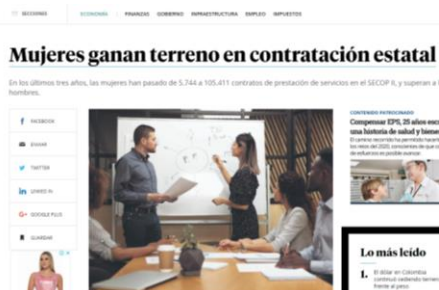 SECCIONES
ECONOMÍA FINANZAS GOBIERNO INFRAESTRUCTURA EMPLEO IMPUESTOS
Mujeres ganan terreno en contratación estatal
En los últimos tres años, las mujeres han pasado de 5.744 a 105.411 contratos de prestación de servicios en el SECOP II, y superan a
hombres.
FACEBOOK
ENVIAR
TWITTER
LINKED IN
GOOGLE PLUS
GUARDAR
CONTENIDO PATROCINADO
Compensar EPS, 25 años
una historia de salud y
Lo más leído
1. El dólar en Colombia
continuó cediendo
frente al peso